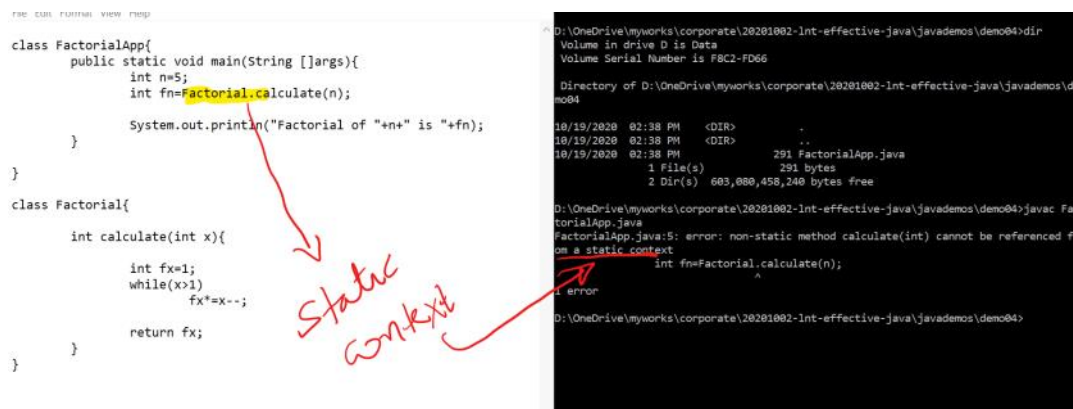 File Edit Format View Help
class FactorialApp{
public static void main(String []args){
int n=5;
int fn=Factorial.calculate(n);
System.out.println("Factorial of "+n+" is "+fn);
}
}
class Factorial{
int calculate(int x){
int fx=1;
while(x>1)
fx*=x--;
return fx;
}
}
static
context
D:\OneDrive\myworks\corporate\20201002-lnt-effective-java\javademos\demo04>dir
Volume in drive D is Data
Volume Serial Number is F8C2-FD66
Directory of D:\OneDrive\myworks\corporate\20201002-lnt-effective-java\javademos\d
mo04
10/19/2020 02:38 PM <DIR> .
10/19/2020 02:38 PM <DIR> ..
10/19/2020 02:38 PM 291 FactorialApp.java
1 File(s) 291 bytes
2 Dir(s) 603,080,458,240 bytes free
D:\OneDrive\myworks\corporate\20201002-lnt-effective-java\javademos\demo04>javac Fa
torialApp.java
FactorialApp.java:5: error: non-static method calculate(int) cannot be referenced f
om a static context
int fn=Factorial.calculate(n);
^
1 error
D:\OneDrive\myworks\corporate\20201002-lnt-effective-java\javademos\demo04>